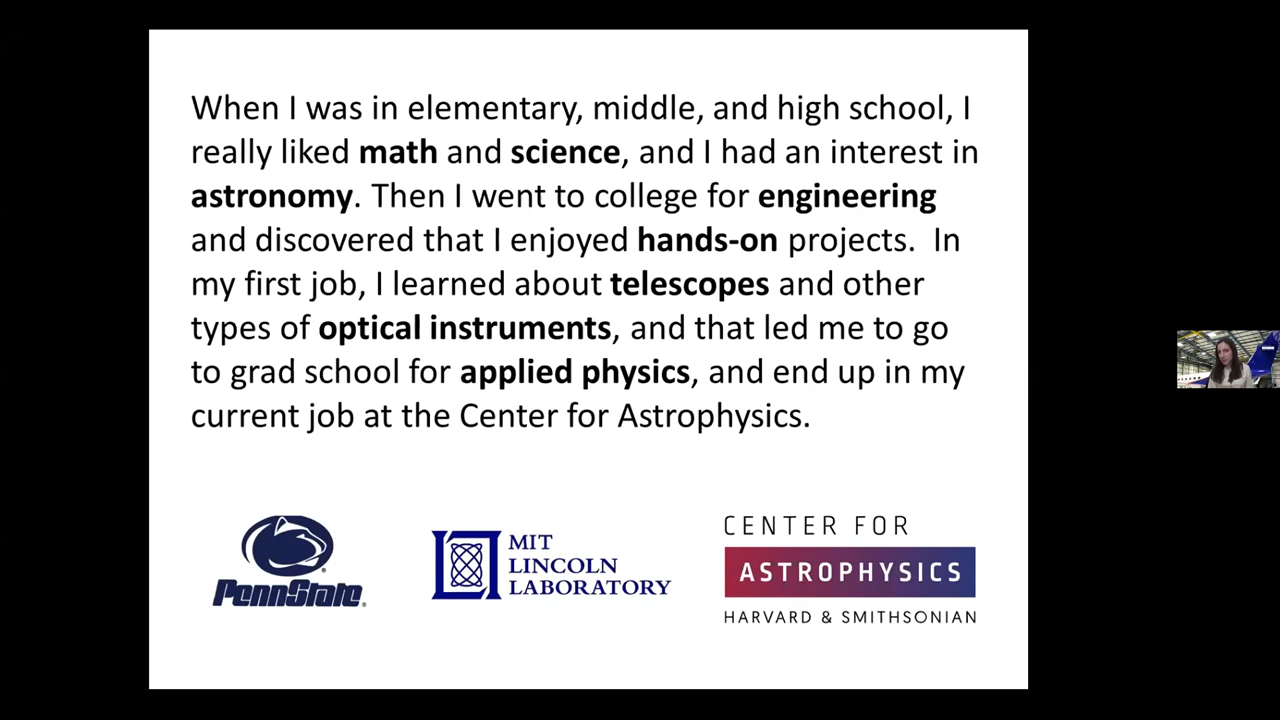 When I was in elementary, middle, and high school, I
really liked math and science, and I had an interest in
astronomy. Then I went to college for engineering
and discovered that I enjoyed hands-on projects.  In
my first job, I learned about telescopes and other
types of optical instruments, and that led me to go
to grad school for applied physics, and end up in my
current job at the Center for Astrophysics.
PennState®
MIT
LINCOLN
LABORATORY
CENTER FOR
ASTROPHYSICS
HARVARD & SMITHSONIAN